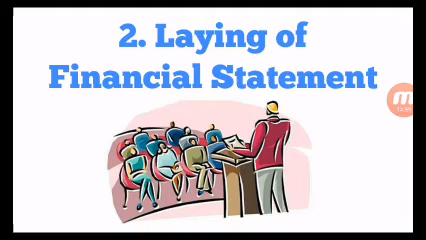 2. Laying of
Financial Statement